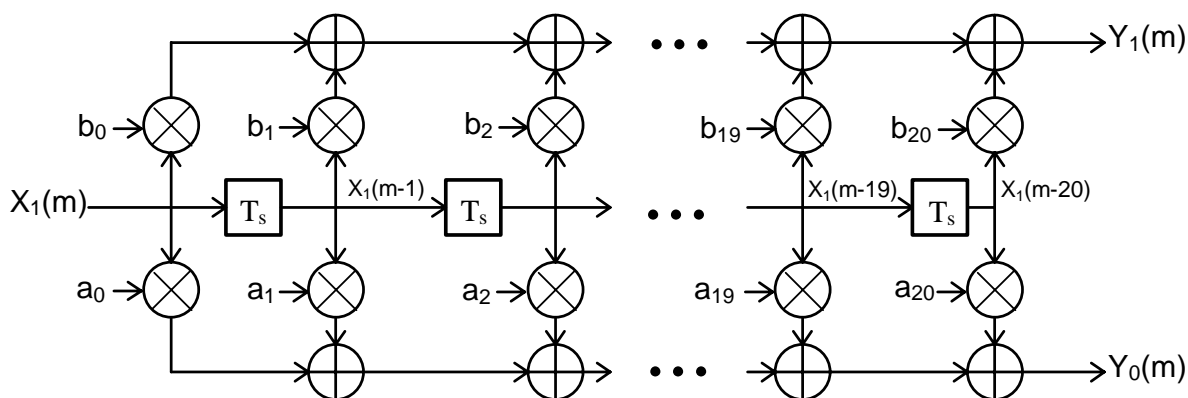 Y₁(m)
b₀ b₁ b₂ b₁₉ b₂₀
X₁(m) Tₛ X₁(m-1) Tₛ X₁(m-19) Tₛ X₁(m-20)
a₀ a₁ a₂ a₁₉ a₂₀
Y₀(m)